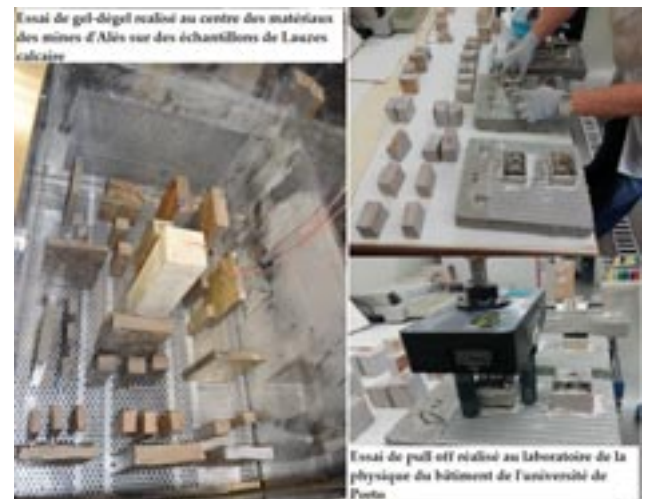 Essai de gel-dégel realisé au centre des matériaux
des mines d'Alès sur des échantillons de Lauzes
calcaire
Essai de pull off réalisé au laboratoire de la
physique du bâtiment de l'université de
Porto